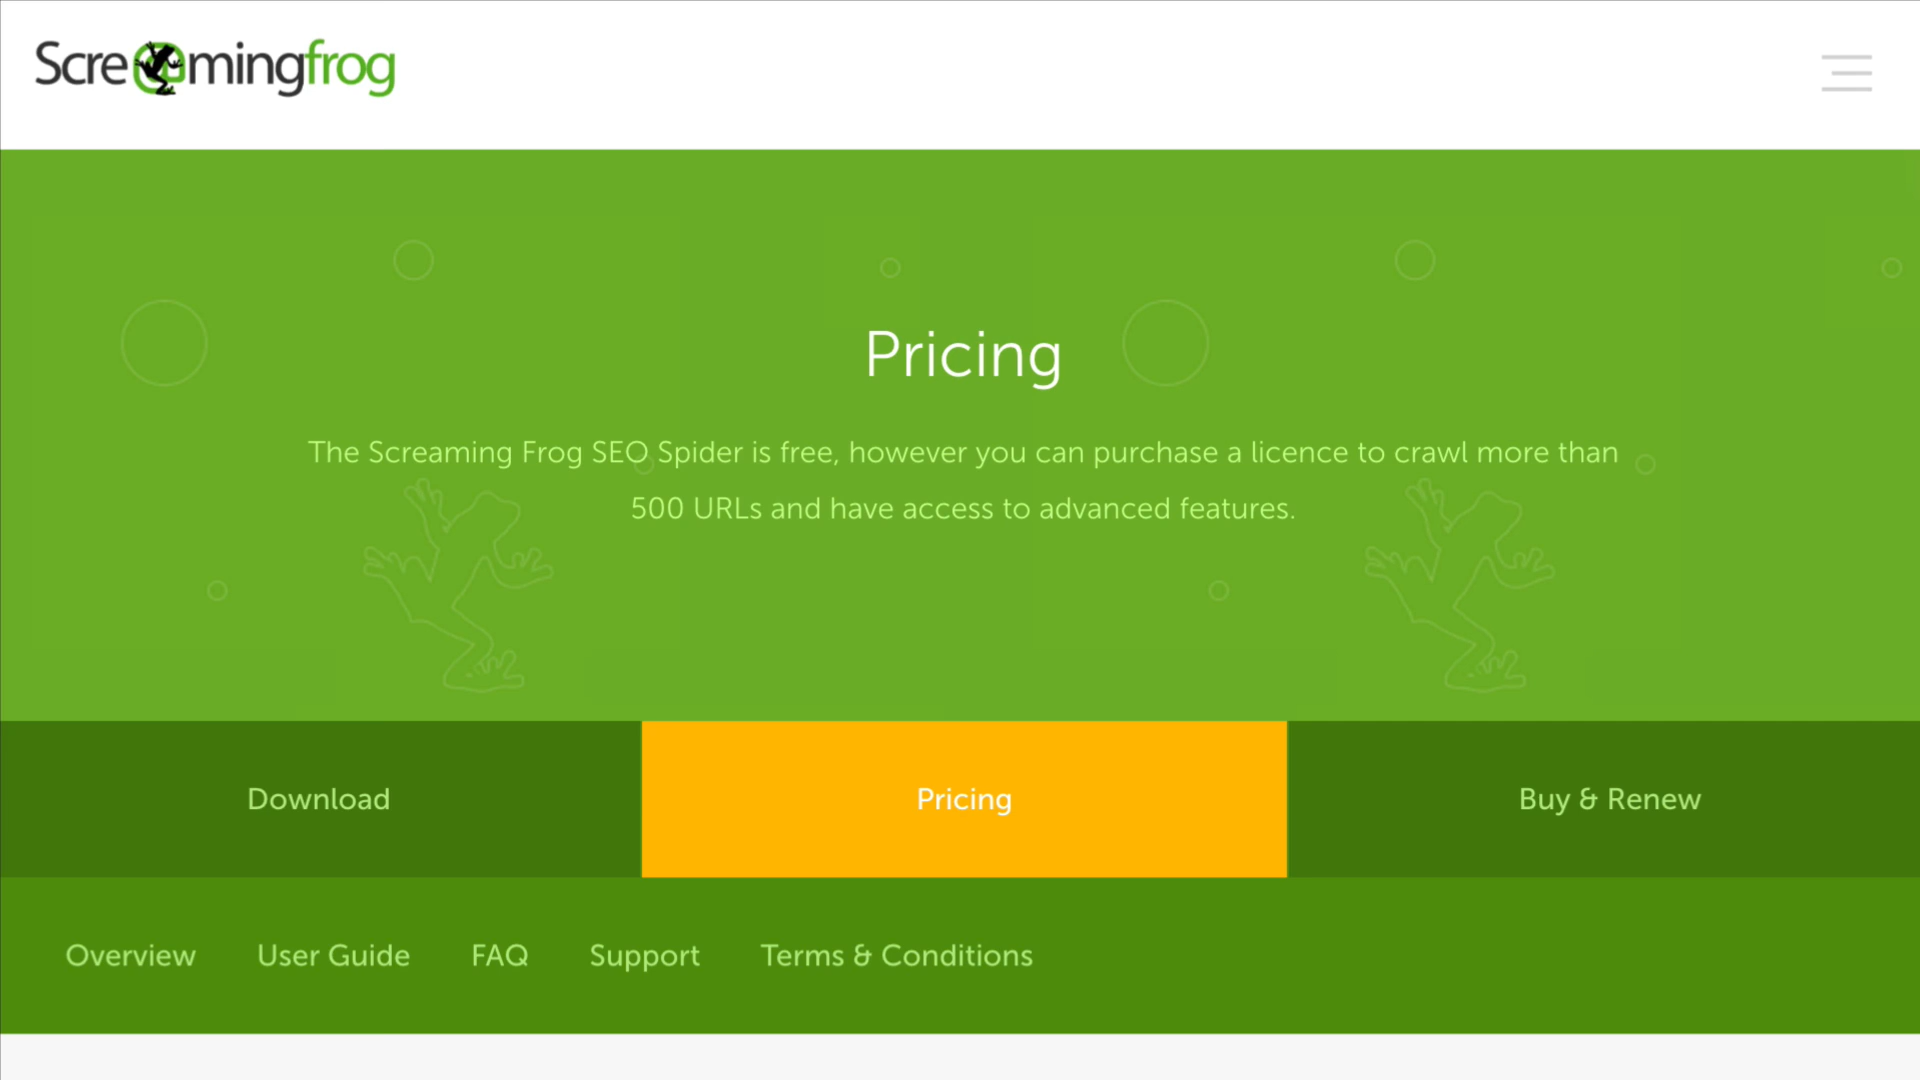 Screamingfrog
Pricing
The Screaming Frog SEO Spider is free, however you can purchase a licence to crawl more than
500 URLs and have access to advanced features.
Download
Pricing
Buy & Renew
Overview
User Guide
FAQ
Support
Terms & Conditions